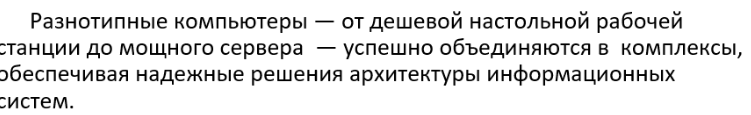 Разнотипные компьютеры — от дешевой настольной рабочей
станции до мощного сервера — успешно объединяются в комплексы,
обеспечивая надежные решения архитектуры информационных
систем.